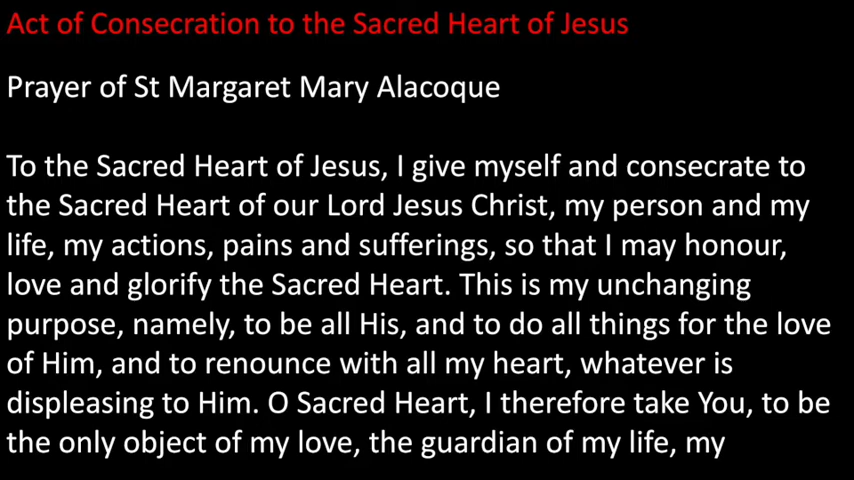 Act of Consecration to the Sacred Heart of Jesus
Prayer of St Margaret Mary Alacoque
To the Sacred Heart of Jesus, I give myself and consecrate to
the Sacred Heart of our Lord Jesus Christ, my person and my
life, my actions, pains and sufferings, so that I may honour,
love and glorify the Sacred Heart. This is my unchanging
purpose, namely, to be all His, and to do all things for the love
of Him, and to renounce with all my heart, whatever is
displeasing to Him. O Sacred Heart, I therefore take You, to be
the only object of my love, the guardian of my life, my